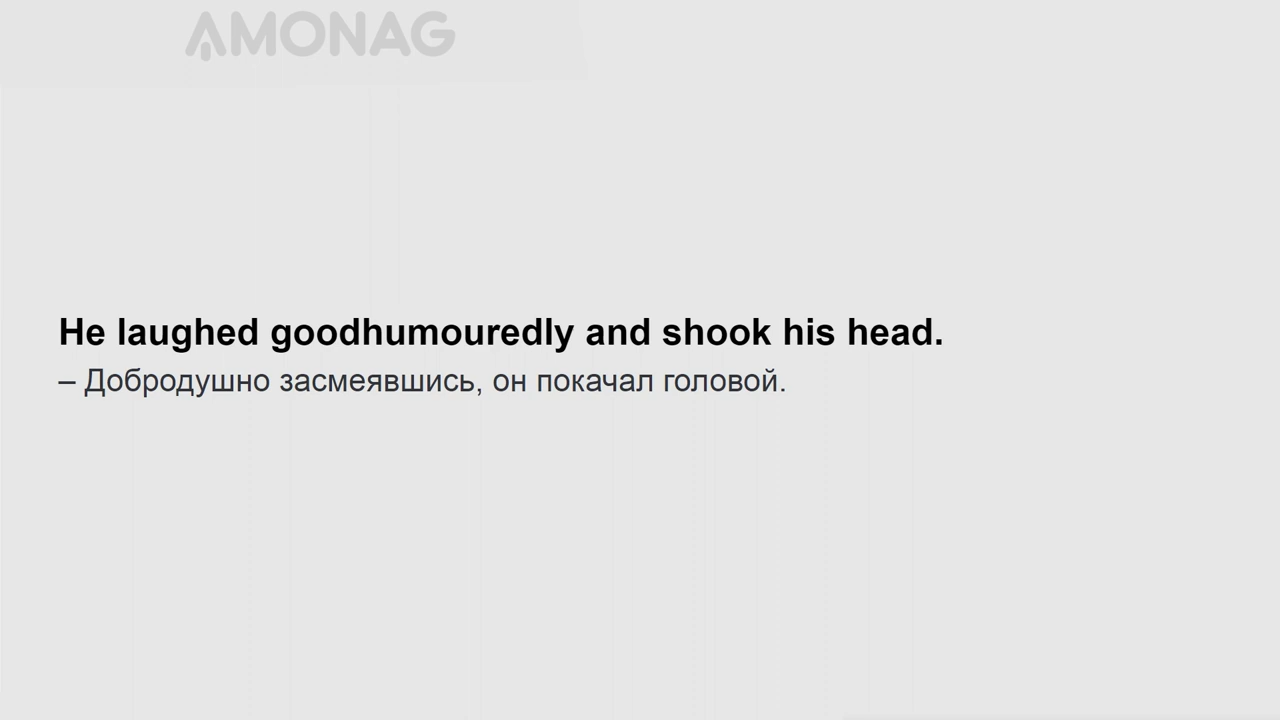 AMONAG
He laughed goodhumouredly and shook his head.
– Добродушно засмеявшись, он покачал головой.